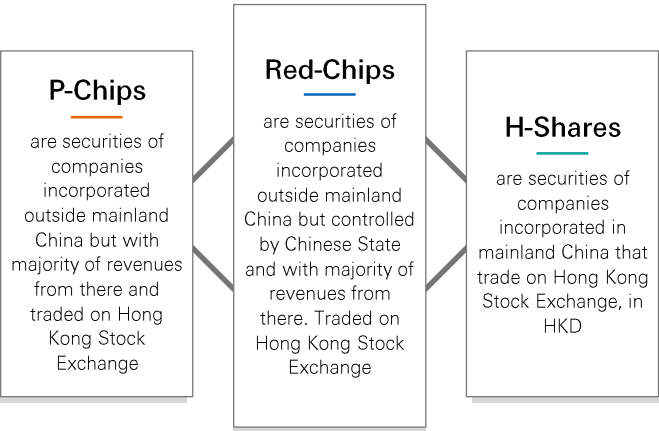 P-Chips
are securities of
companies
incorporated
outside mainland
China but with
majority of revenues
from there and
traded on Hong
Kong Stock
Exchange
Red-Chips
are securities of
companies
incorporated
outside mainland
China but controlled
by Chinese State
and with majority of
revenues from
there. Traded on
Hong Kong Stock
Exchange
H-Shares
are securities of
companies
incorporated in
mainland China that
trade on Hong Kong
Stock Exchange, in
HKD